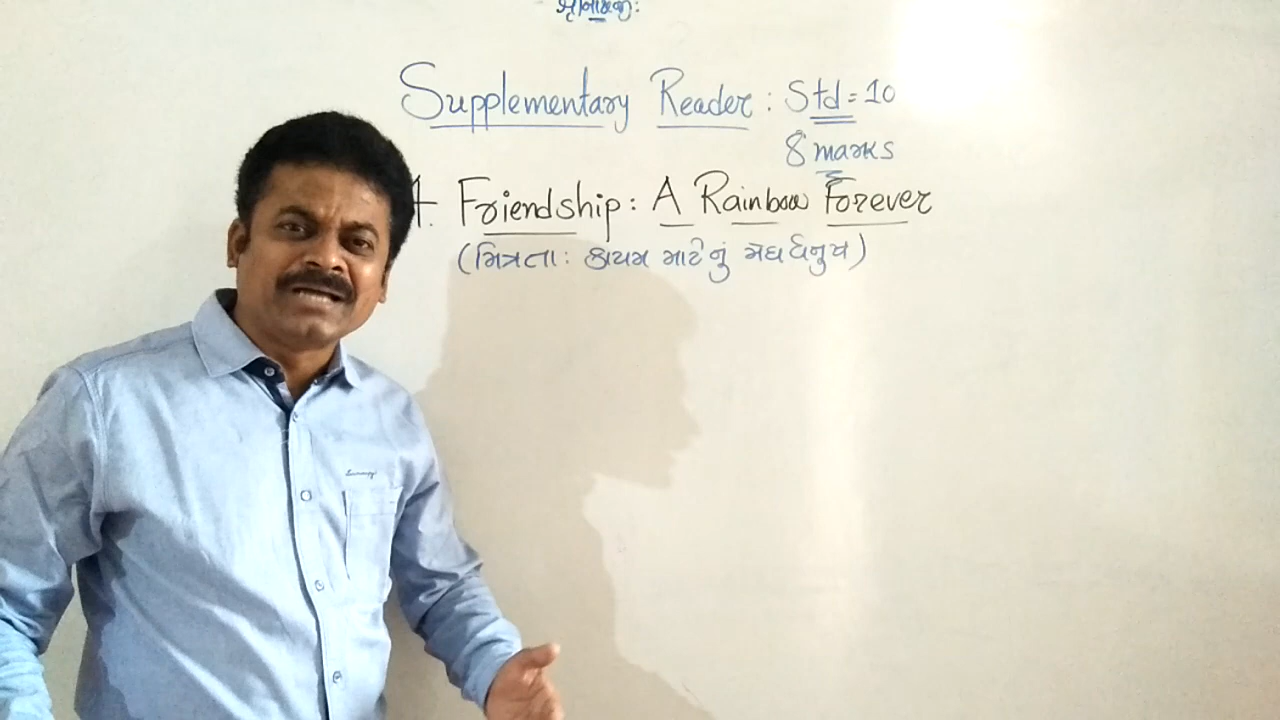 Supplementary Reader : Std = 10
8 marks
Friendship : A Rainbow Forever
(મિત્રતા : કાયમ માટેનું મેઘધનુષ)